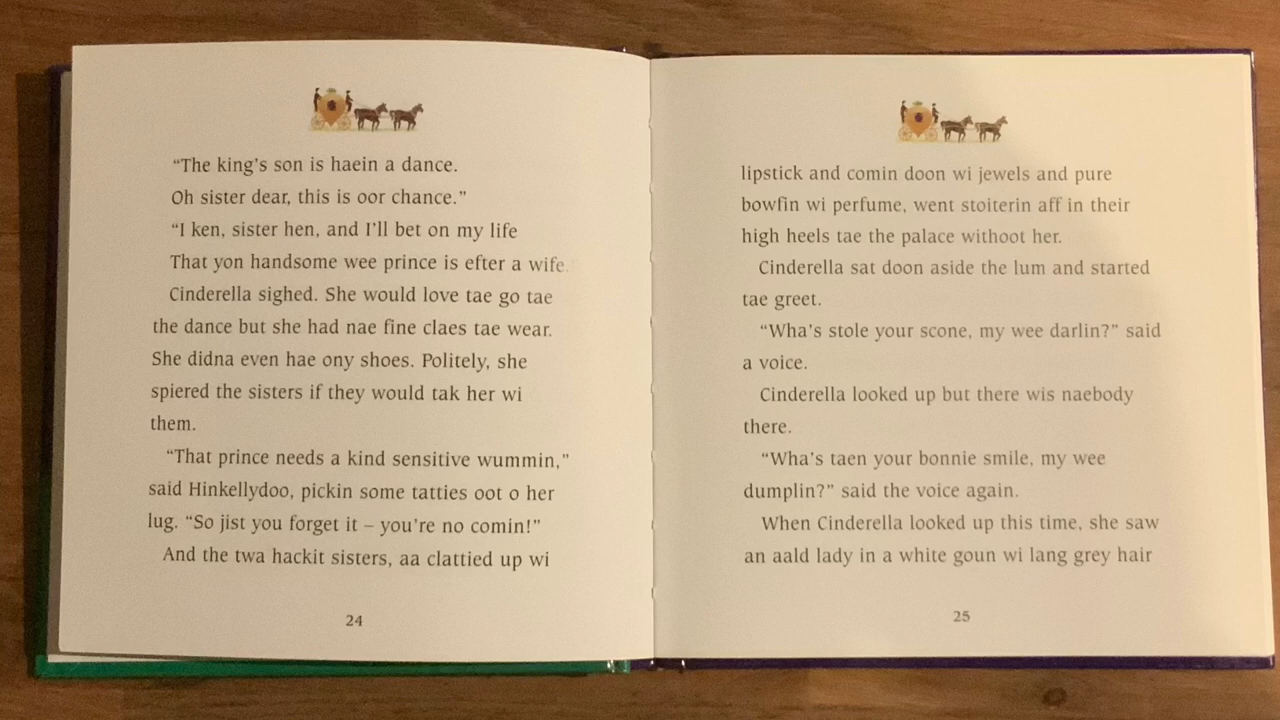 “The king’s son is haein a dance.
Oh sister dear, this is oor chance.”
“I ken, sister hen, and I’ll bet on my life
That yon handsome wee prince is efter a wife.
Cinderella sighed. She would love tae go tae
the dance but she had nae fine claes tae wear.
She didna even hae ony shoes. Politely, she
spiered the sisters if they would tak her wi
them.
“That prince needs a kind sensitive wummin,”
said Hinkellydoo, pickin some tatties oot o her
lug. “So jist you forget it – you’re no comin!”
And the twa hackit sisters, aa clattied up wi
24
lipstick and comin doon wi jewels and pure
bowfin wi perfume, went stoiterin aff in their
high heels tae the palace withoot her.
Cinderella sat doon aside the lum and started
tae greet.
“Wha’s stole your scone, my wee darlin?” said
a voice.
Cinderella looked up but there wis naebody
there.
“Wha’s taen your bonnie smile, my wee
dumplin?” said the voice again.
When Cinderella looked up this time, she saw
an aald lady in a white goun wi lang grey hair
25